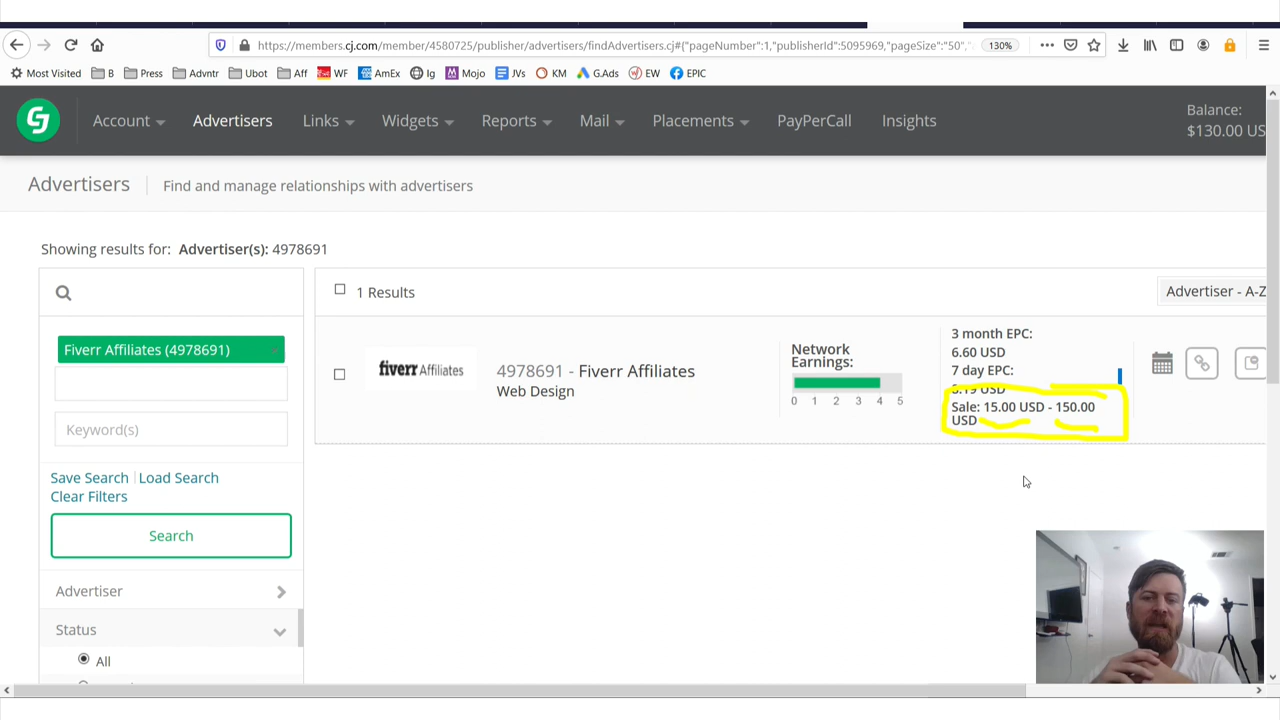 https://members.cj.com/member/4580725/publisher/advertisers/findAdvertisers.cj#{"pageNumber":1,"publisherId":5095969,"pageSize":"50",
130%
Most Visited B Press Advntr Ubot Aff WF AmEx Ig Mojo JVs KM G.Ads EW EPIC
Account Advertisers Links Widgets Reports Mail Placements PayPerCall Insights
Balance:
$130.00 US
Advertisers Find and manage relationships with advertisers
Showing results for: Advertiser(s): 4978691
1 Results
Advertiser - A-Z
Fiverr Affiliates (4978691)
Keyword(s)
Save Search Load Search
Clear Filters
Search
Advertiser
Status
All
fiverr Affiliates
4978691 - Fiverr Affiliates
Web Design
Network
Earnings:
0 1 2 3 4 5
3 month EPC:
6.60 USD
7 day EPC:
USD
Sale: 15.00 USD - 150.00
USD